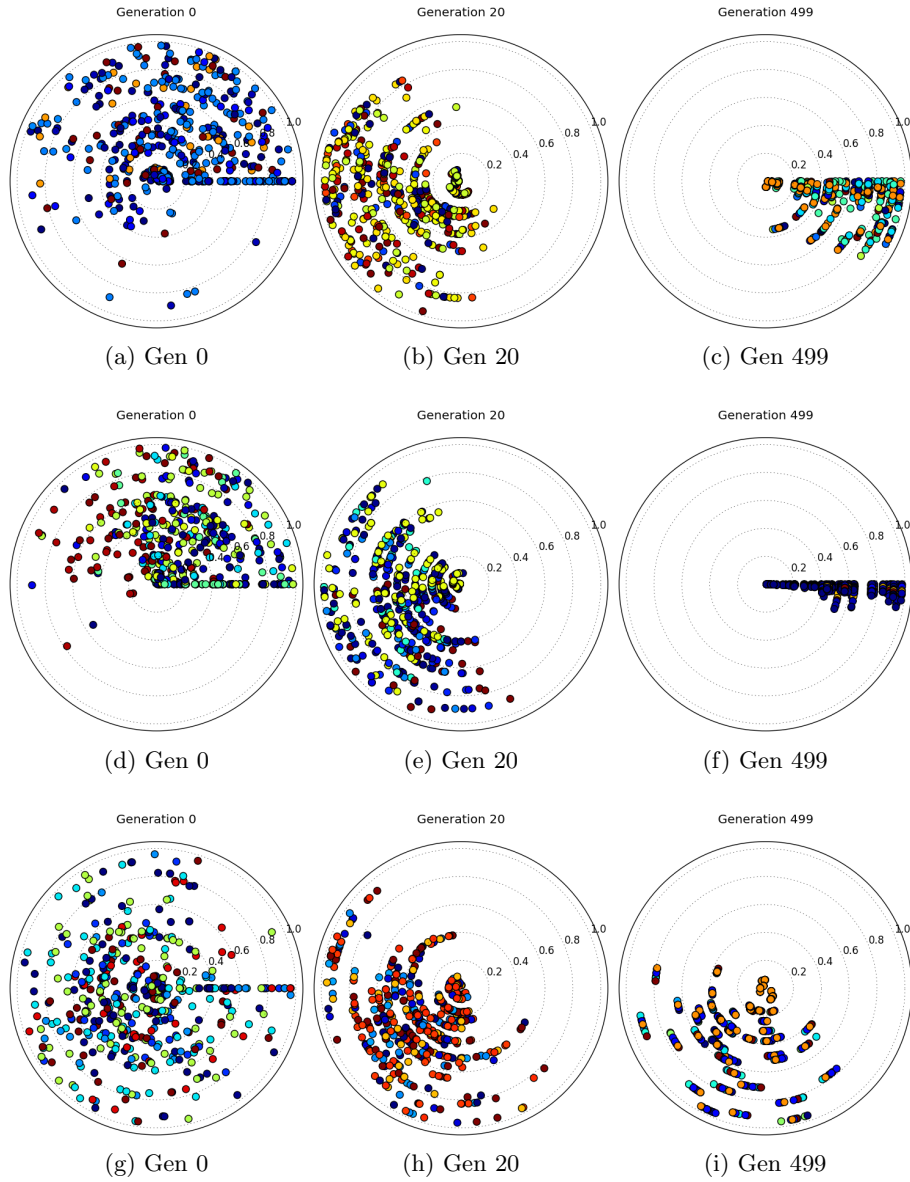 Generation 0
Generation 20
Generation 499
1.0
0.8
0.2 0.4 0.6 0.8 1.0
0.2 0.4 0.6 0.8 1.0
(a) Gen 0
(b) Gen 20
(c) Gen 499
Generation 0
Generation 20
Generation 499
1.0
0.8
0.6
0.4
0.2 0.4 0.6 0.8 1.0
0.2 0.4 0.6 0.8 1.0
(d) Gen 0
(e) Gen 20
(f) Gen 499
Generation 0
Generation 20
Generation 499
0.2 0.4 0.6 0.8 1.0
0.2 0.4 0.6 0.8 1.0
0.2 0.4 0.6 0.8 1.0
(g) Gen 0
(h) Gen 20
(i) Gen 499